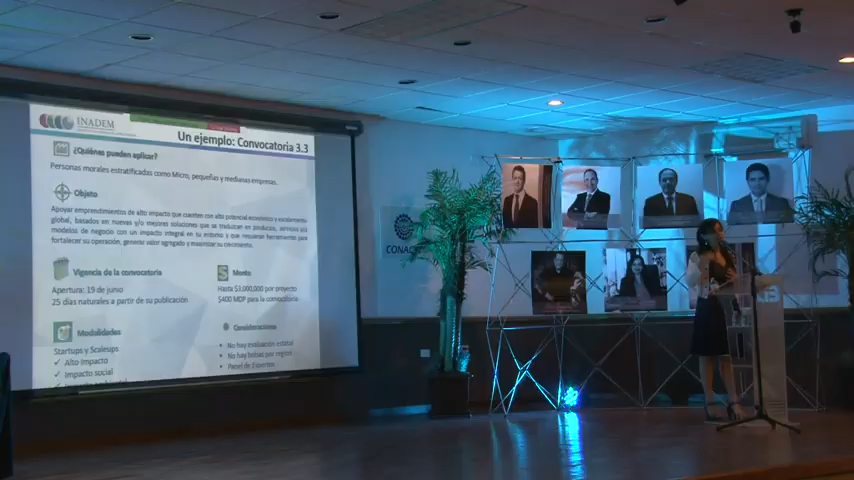 INADEM
Un ejemplo: Convocatoria 3.3
¿Quiénes pueden aplicar?
Personas morales estratificadas como Micro, pequeñas y medianas empresas.
Objeto
Apoyar emprendimientos de alto impacto que cuenten con alto potencial económico y escalamiento
global, basados en nuevas y/o mejores soluciones que se traduzcan en productos, servicios y/o
modelos de negocio con un impacto integral en su entorno y que requieran herramientas para
fortalecer su operación, generar valor agregado y maximizar su crecimiento.
Vigencia de la convocatoria
Apertura: 19 de junio
25 días naturales a partir de su publicación
Monto
Hasta $3,000,000 por proyecto
$400 MDP para la convocatoria
Modalidades
Startups y Scaleups
✓ Alto impacto
✓ Impacto social
Consideraciones
• No hay evaluación estatal
• No hay bolsas por región
• Panel de Expertos